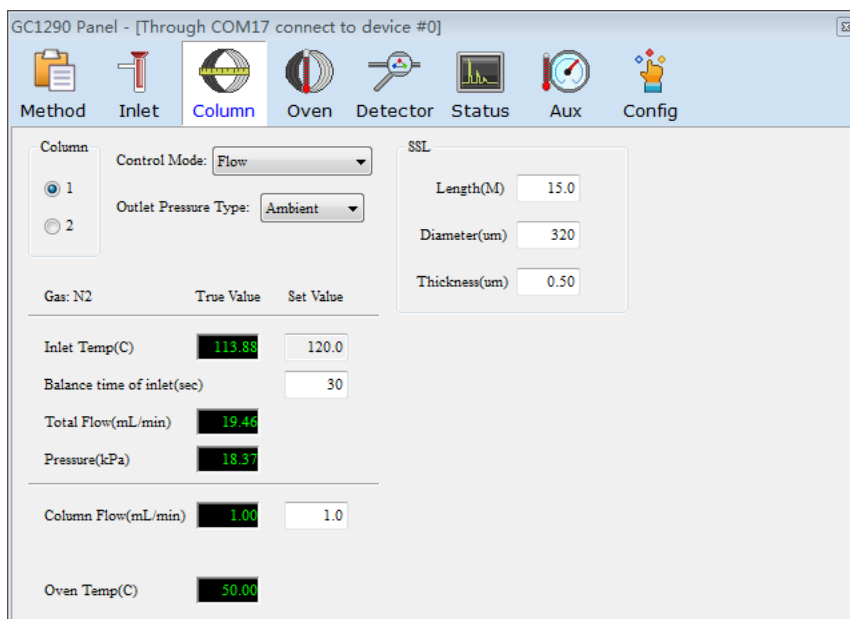 GC1290 Panel - [Through COM17 connect to device #0]
Method Inlet Column Oven Detector Status Aux Config
Column
1
2
Control Mode: Flow
Outlet Pressure Type: Ambient
SSL
Length(M) 15.0
Diameter(um) 320
Thickness(um) 0.50
Gas: N2 True Value Set Value
Inlet Temp(C) 113.88 120.0
Balance time of inlet(sec) 30
Total Flow(mL/min) 19.46
Pressure(kPa) 18.37
Column Flow(mL/min) 1.00 1.0
Oven Temp(C) 50.00